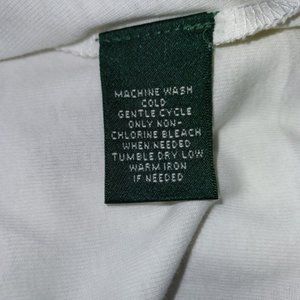 MACHINE WASH
COLD
GENTLE CYCLE
ONLY NON-
CHLORINE BLEACH
WHEN NEEDED
TUMBLE DRY LOW
WARM IRON
IF NEEDED